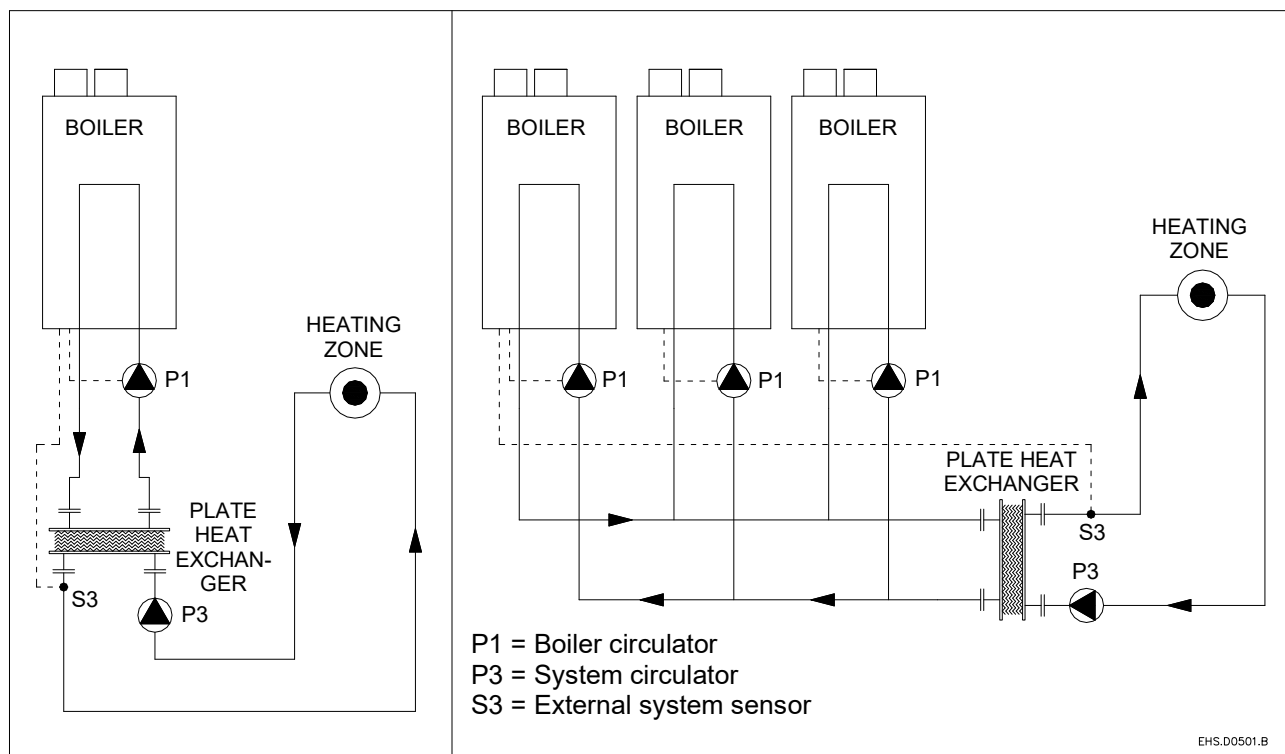 BOILER
P1
HEATING
ZONE
PLATE
HEAT
EXCHAN-
GER
S3
P3
BOILER
BOILER
BOILER
P1
P1
P1
HEATING
ZONE
PLATE HEAT
EXCHANGER
S3
P3
P1 = Boiler circulator
P3 = System circulator
S3 = External system sensor
EHS.D0501.B